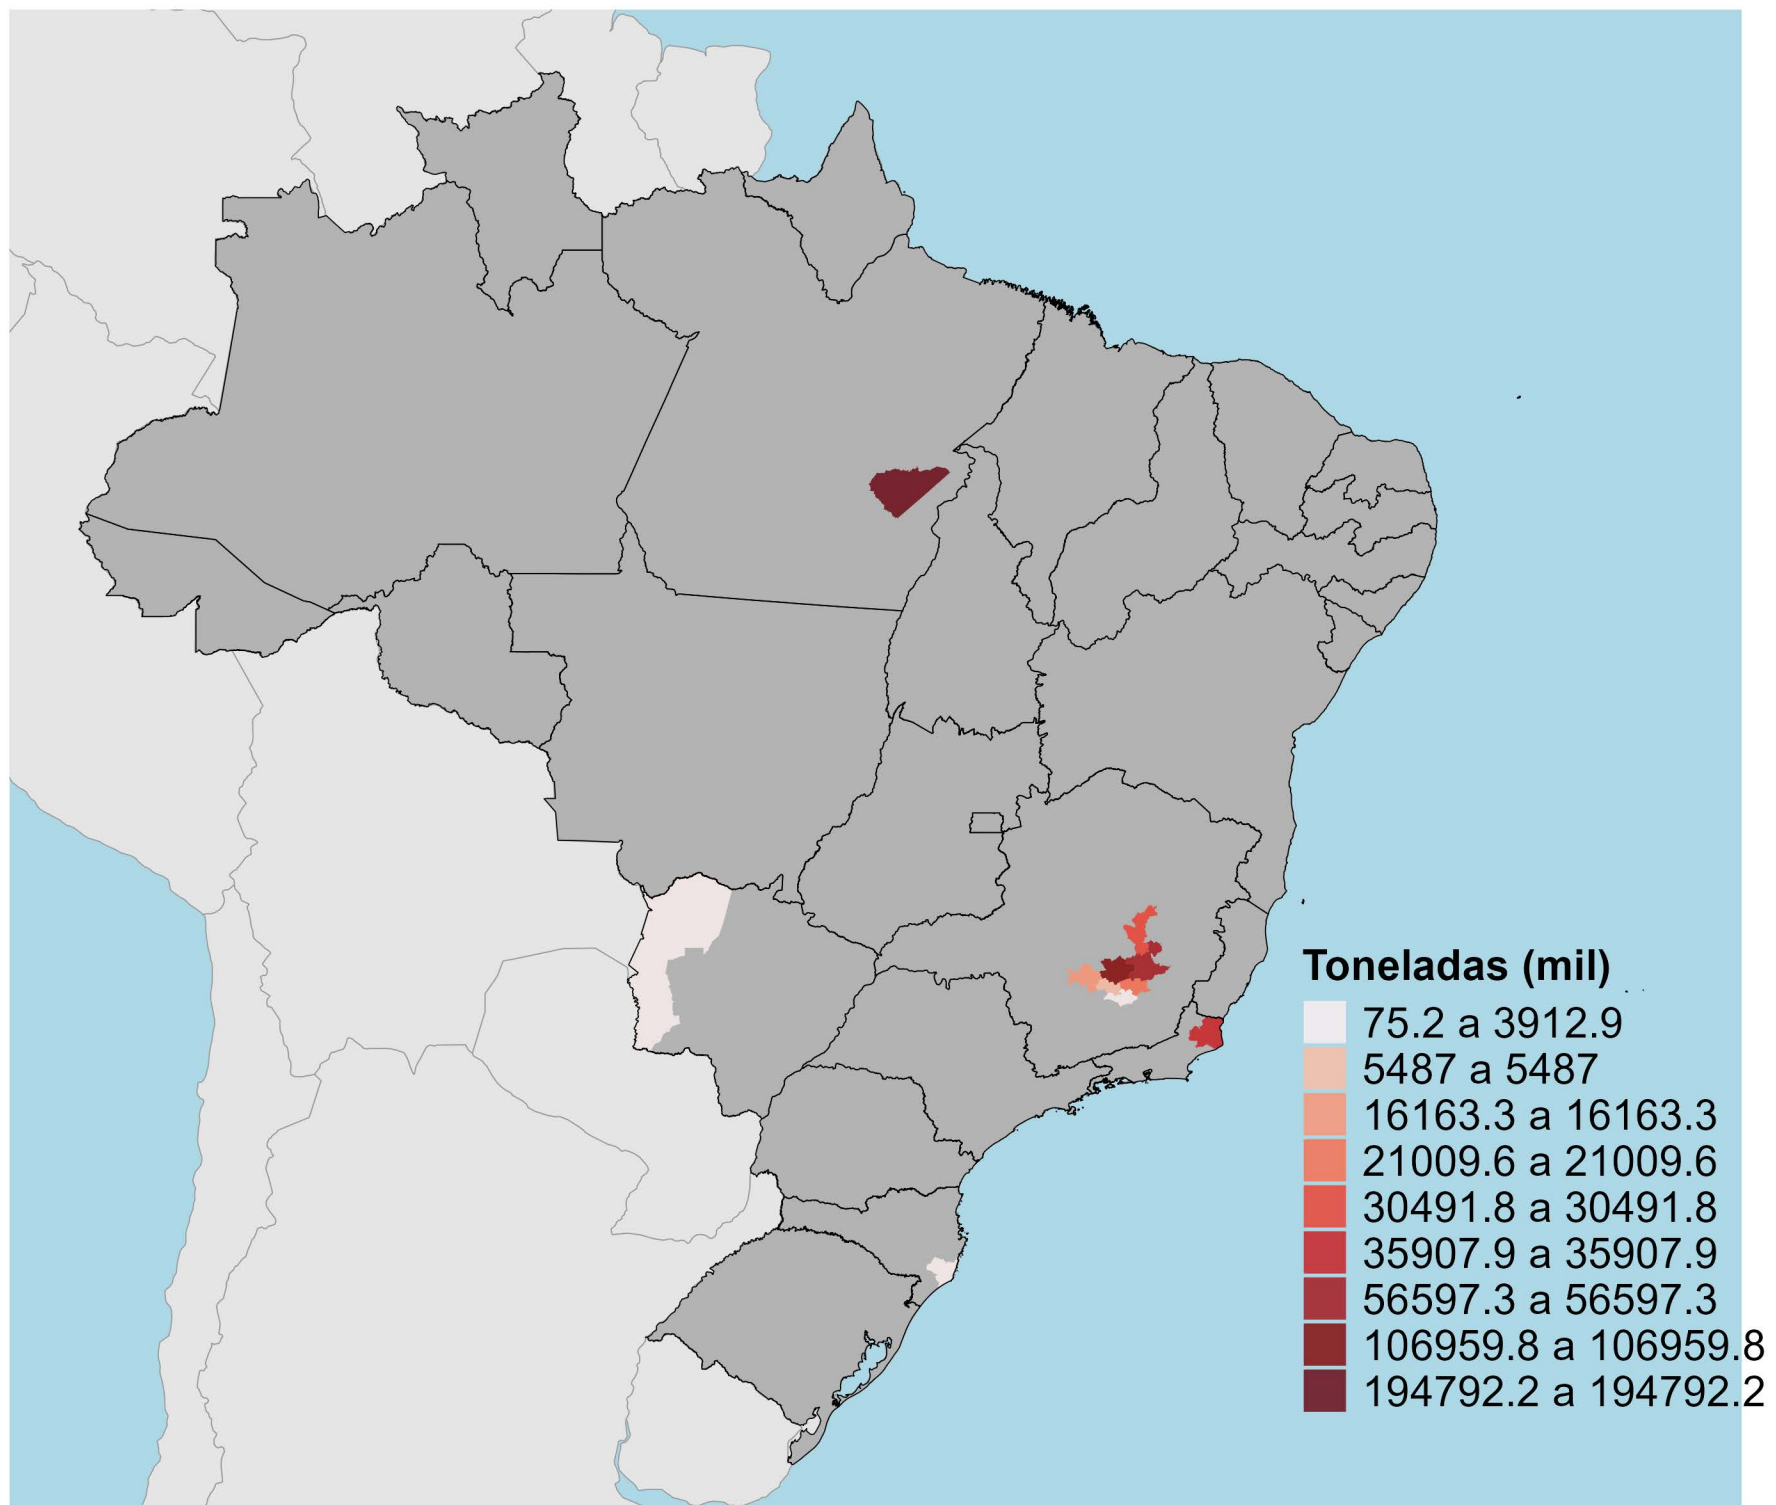 Toneladas (mil)
75.2 a 3912.9
5487 a 5487
16163.3 a 16163.3
21009.6 a 21009.6
30491.8 a 30491.8
35907.9 a 35907.9
56597.3 a 56597.3
106959.8 a 106959.8
194792.2 a 194792.2